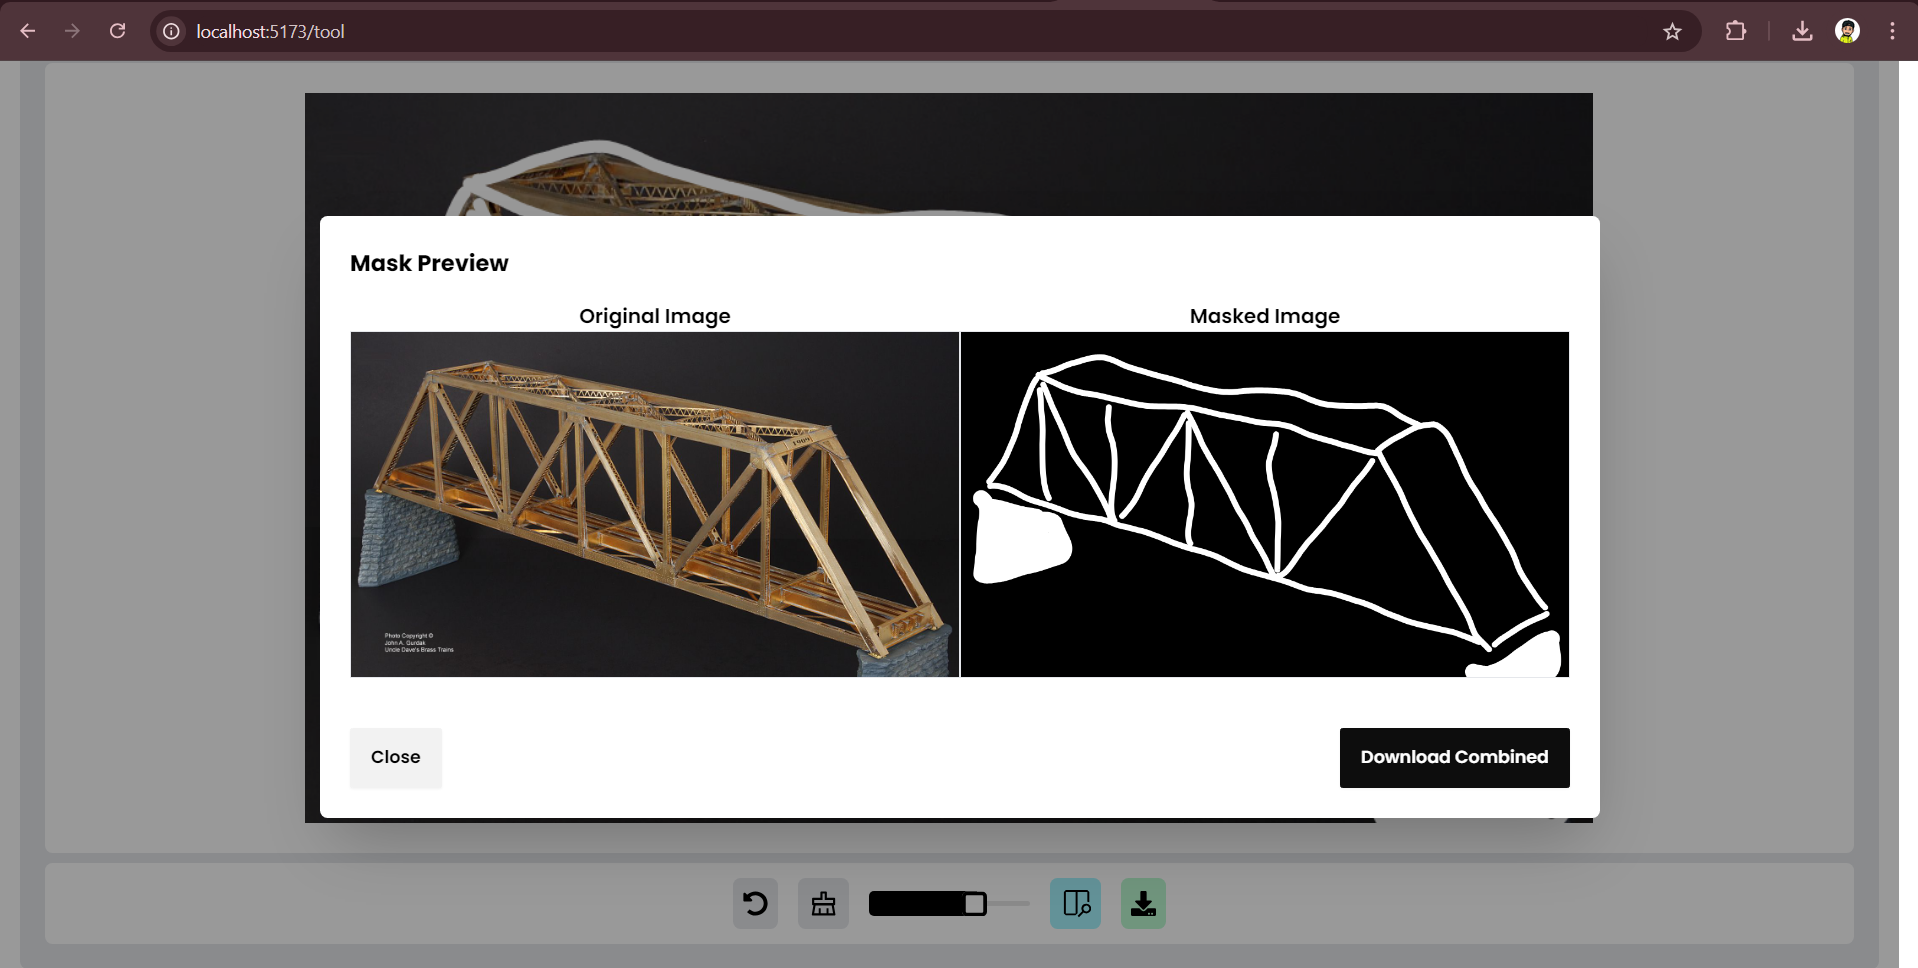 localhost:5173/tool
Mask Preview
Original Image
Masked Image
Photo Copyright ©
John A. Gurdak
Uncle Dave's Brass Trains
Close
Download Combined